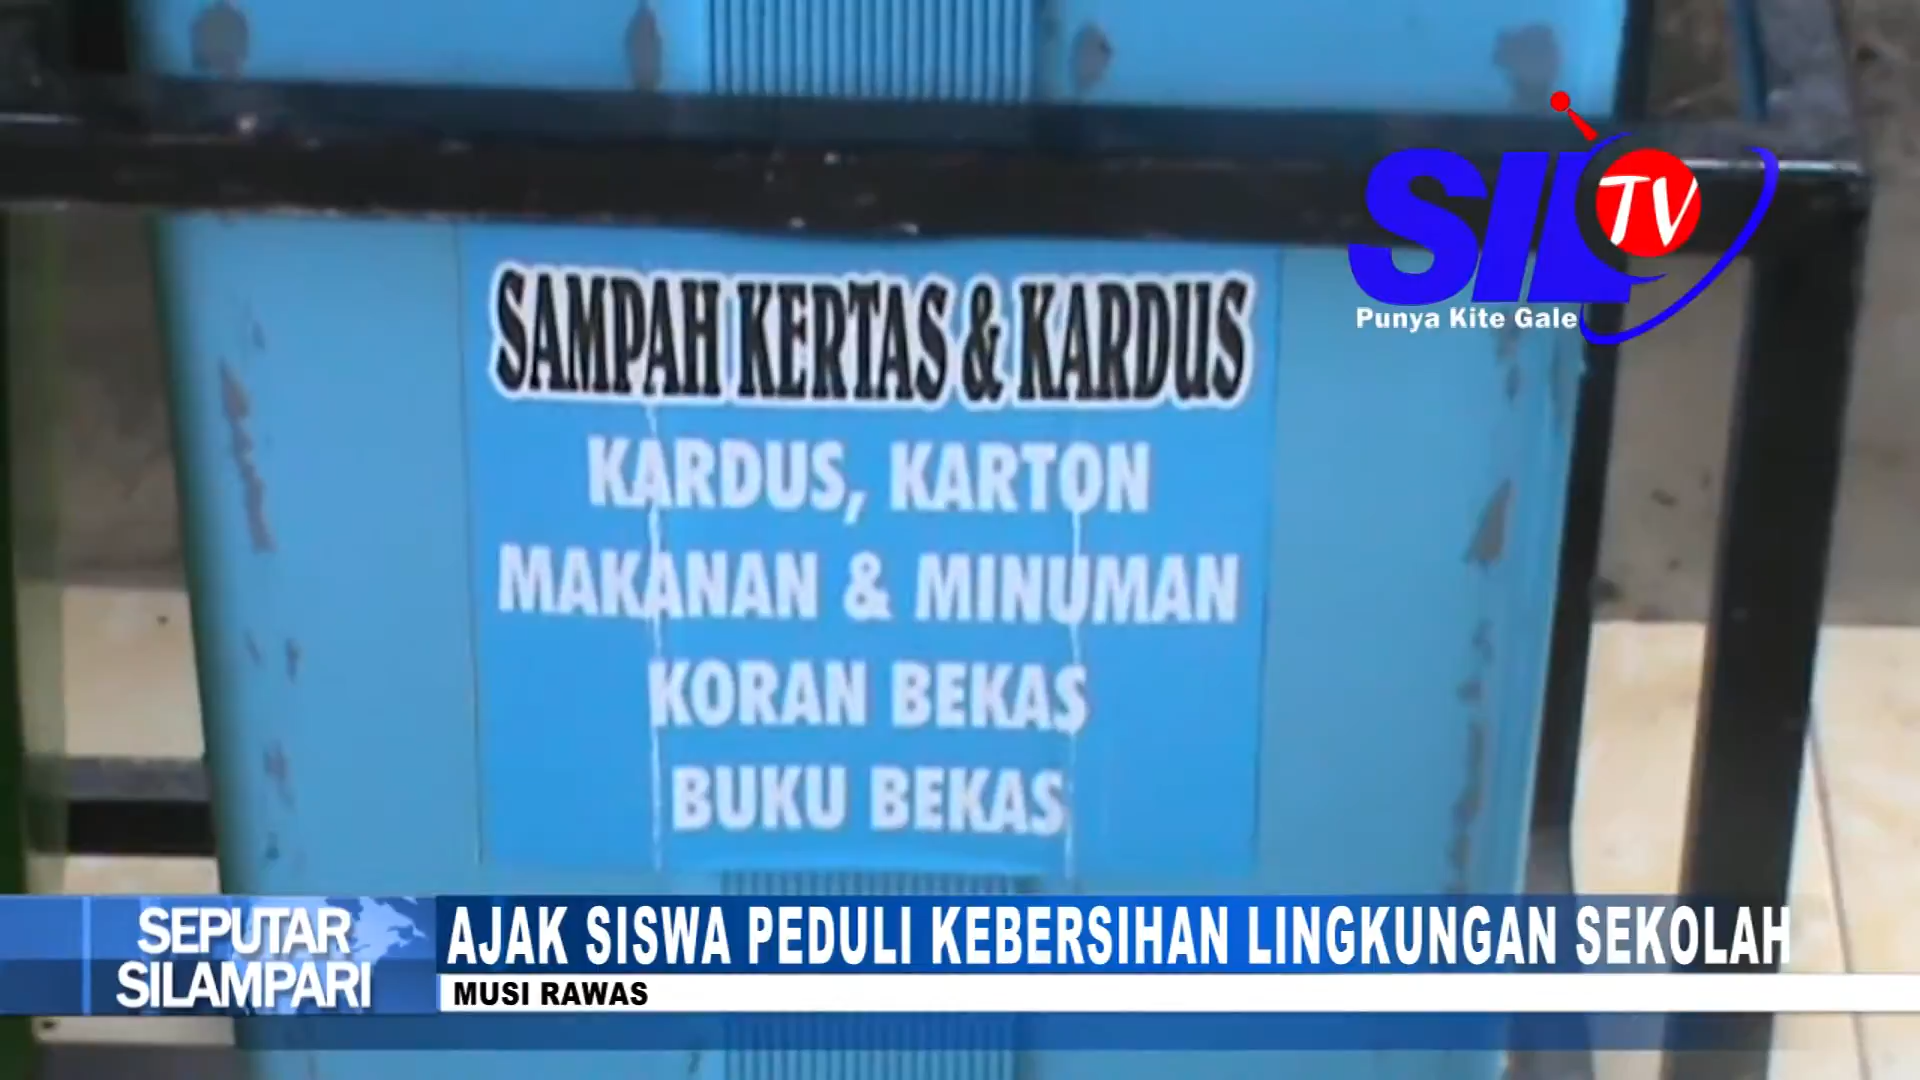 SIL TV
Punya Kite Gale
SAMPAH KERTAS & KARDUS
KARDUS, KARTON
MAKANAN & MINUMAN
KORAN BEKAS
BUKU BEKAS
SEPUTAR
SILAMPARI
AJAK SISWA PEDULI KEBERSIHAN LINGKUNGAN SEKOLAH
MUSI RAWAS